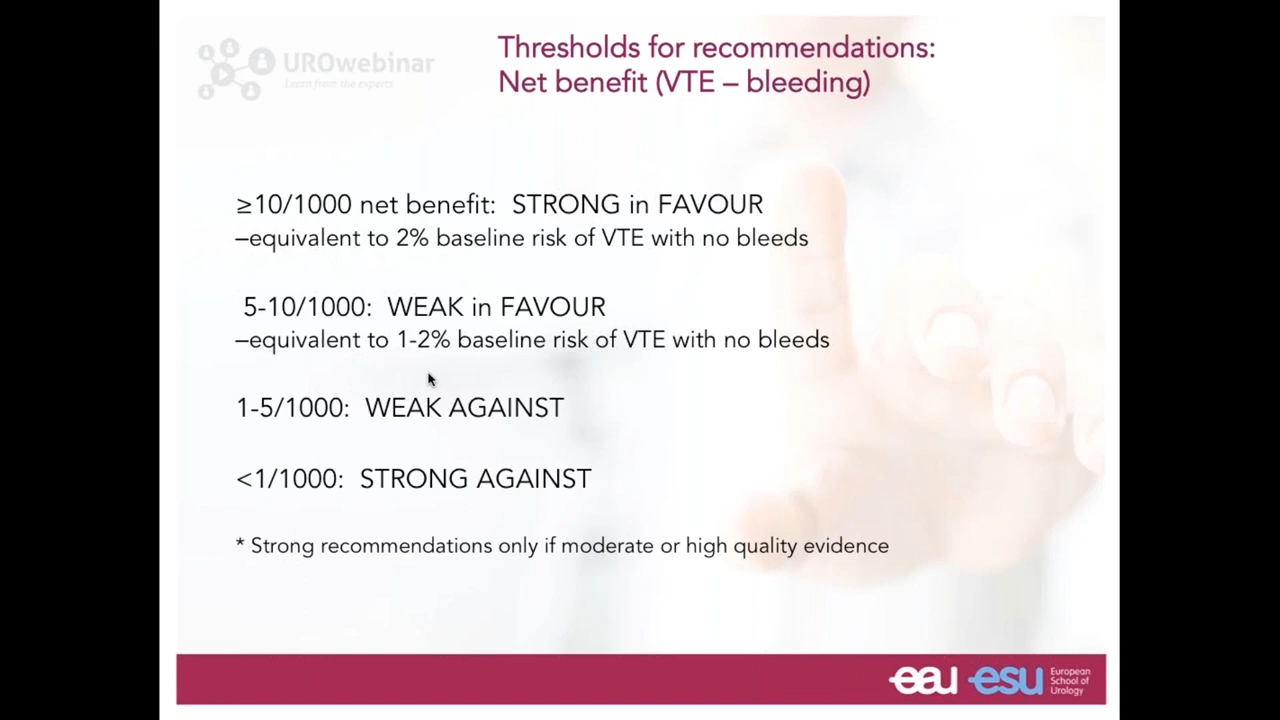 UROwebinar
Learn from the experts
Thresholds for recommendations:
Net benefit (VTE – bleeding)
≥10/1000 net benefit:  STRONG in FAVOUR
–equivalent to 2% baseline risk of VTE with no bleeds
5-10/1000:  WEAK in FAVOUR
–equivalent to 1-2% baseline risk of VTE with no bleeds
1-5/1000:  WEAK AGAINST
<1/1000:  STRONG AGAINST
* Strong recommendations only if moderate or high quality evidence
eau esu European
School of
Urology